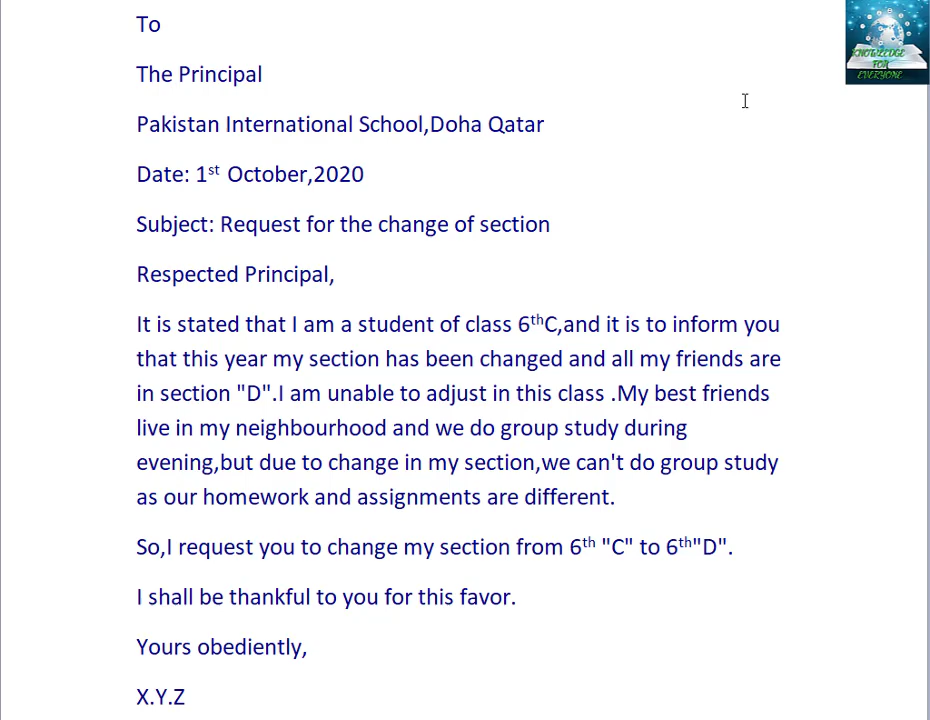 To
KNOWLEDGE
FOR
EVERYONE
The Principal
Pakistan International School,Doha Qatar
Date: 1st October,2020
Subject: Request for the change of section
Respected Principal,
It is stated that I am a student of class 6thC,and it is to inform you
that this year my section has been changed and all my friends are
in section "D".I am unable to adjust in this class .My best friends
live in my neighbourhood and we do group study during
evening,but due to change in my section,we can't do group study
as our homework and assignments are different.
So,I request you to change my section from 6th "C" to 6th"D".
I shall be thankful to you for this favor.
Yours obediently,
X.Y.Z